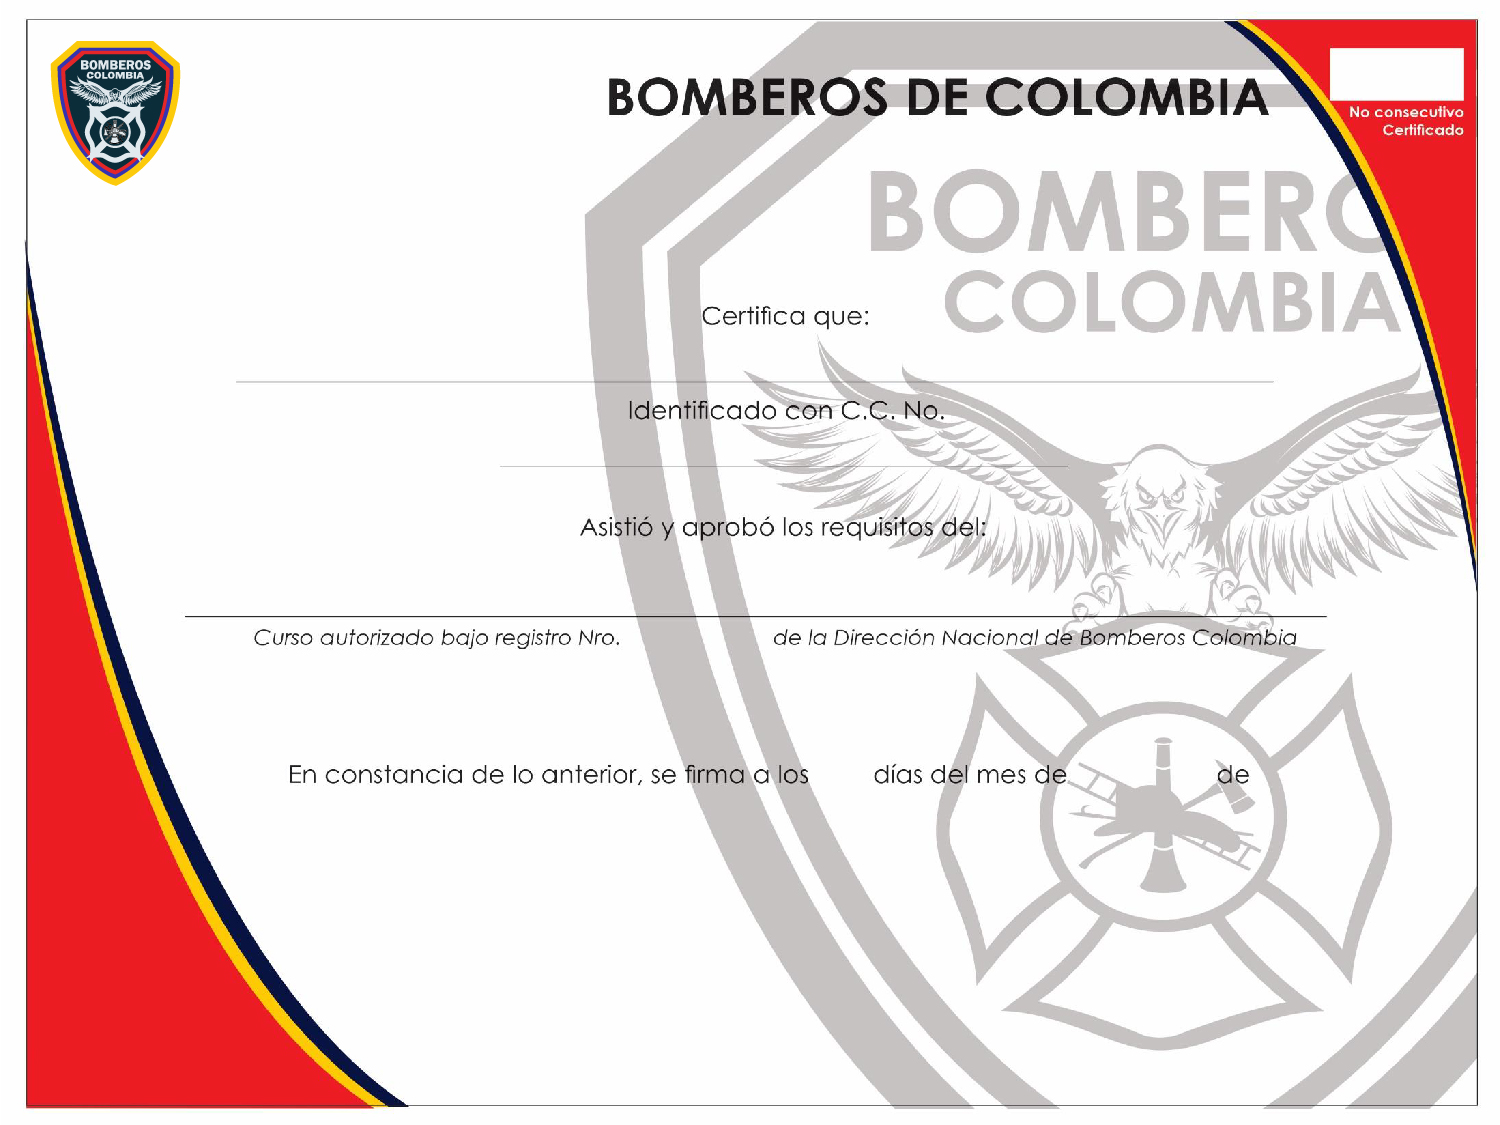 BOMBEROS
COLOMBIA
BOMBEROS DE COLOMBIA
No consecutivo
Certificado
BOMBERO
COLOMBIA
Certifica que:
Identificado con C.C. No.
Asistió y aprobó los requisitos del:
Curso autorizado bajo registro Nro. de la Dirección Nacional de Bomberos Colombia
En constancia de lo anterior, se firma a los días del mes de de